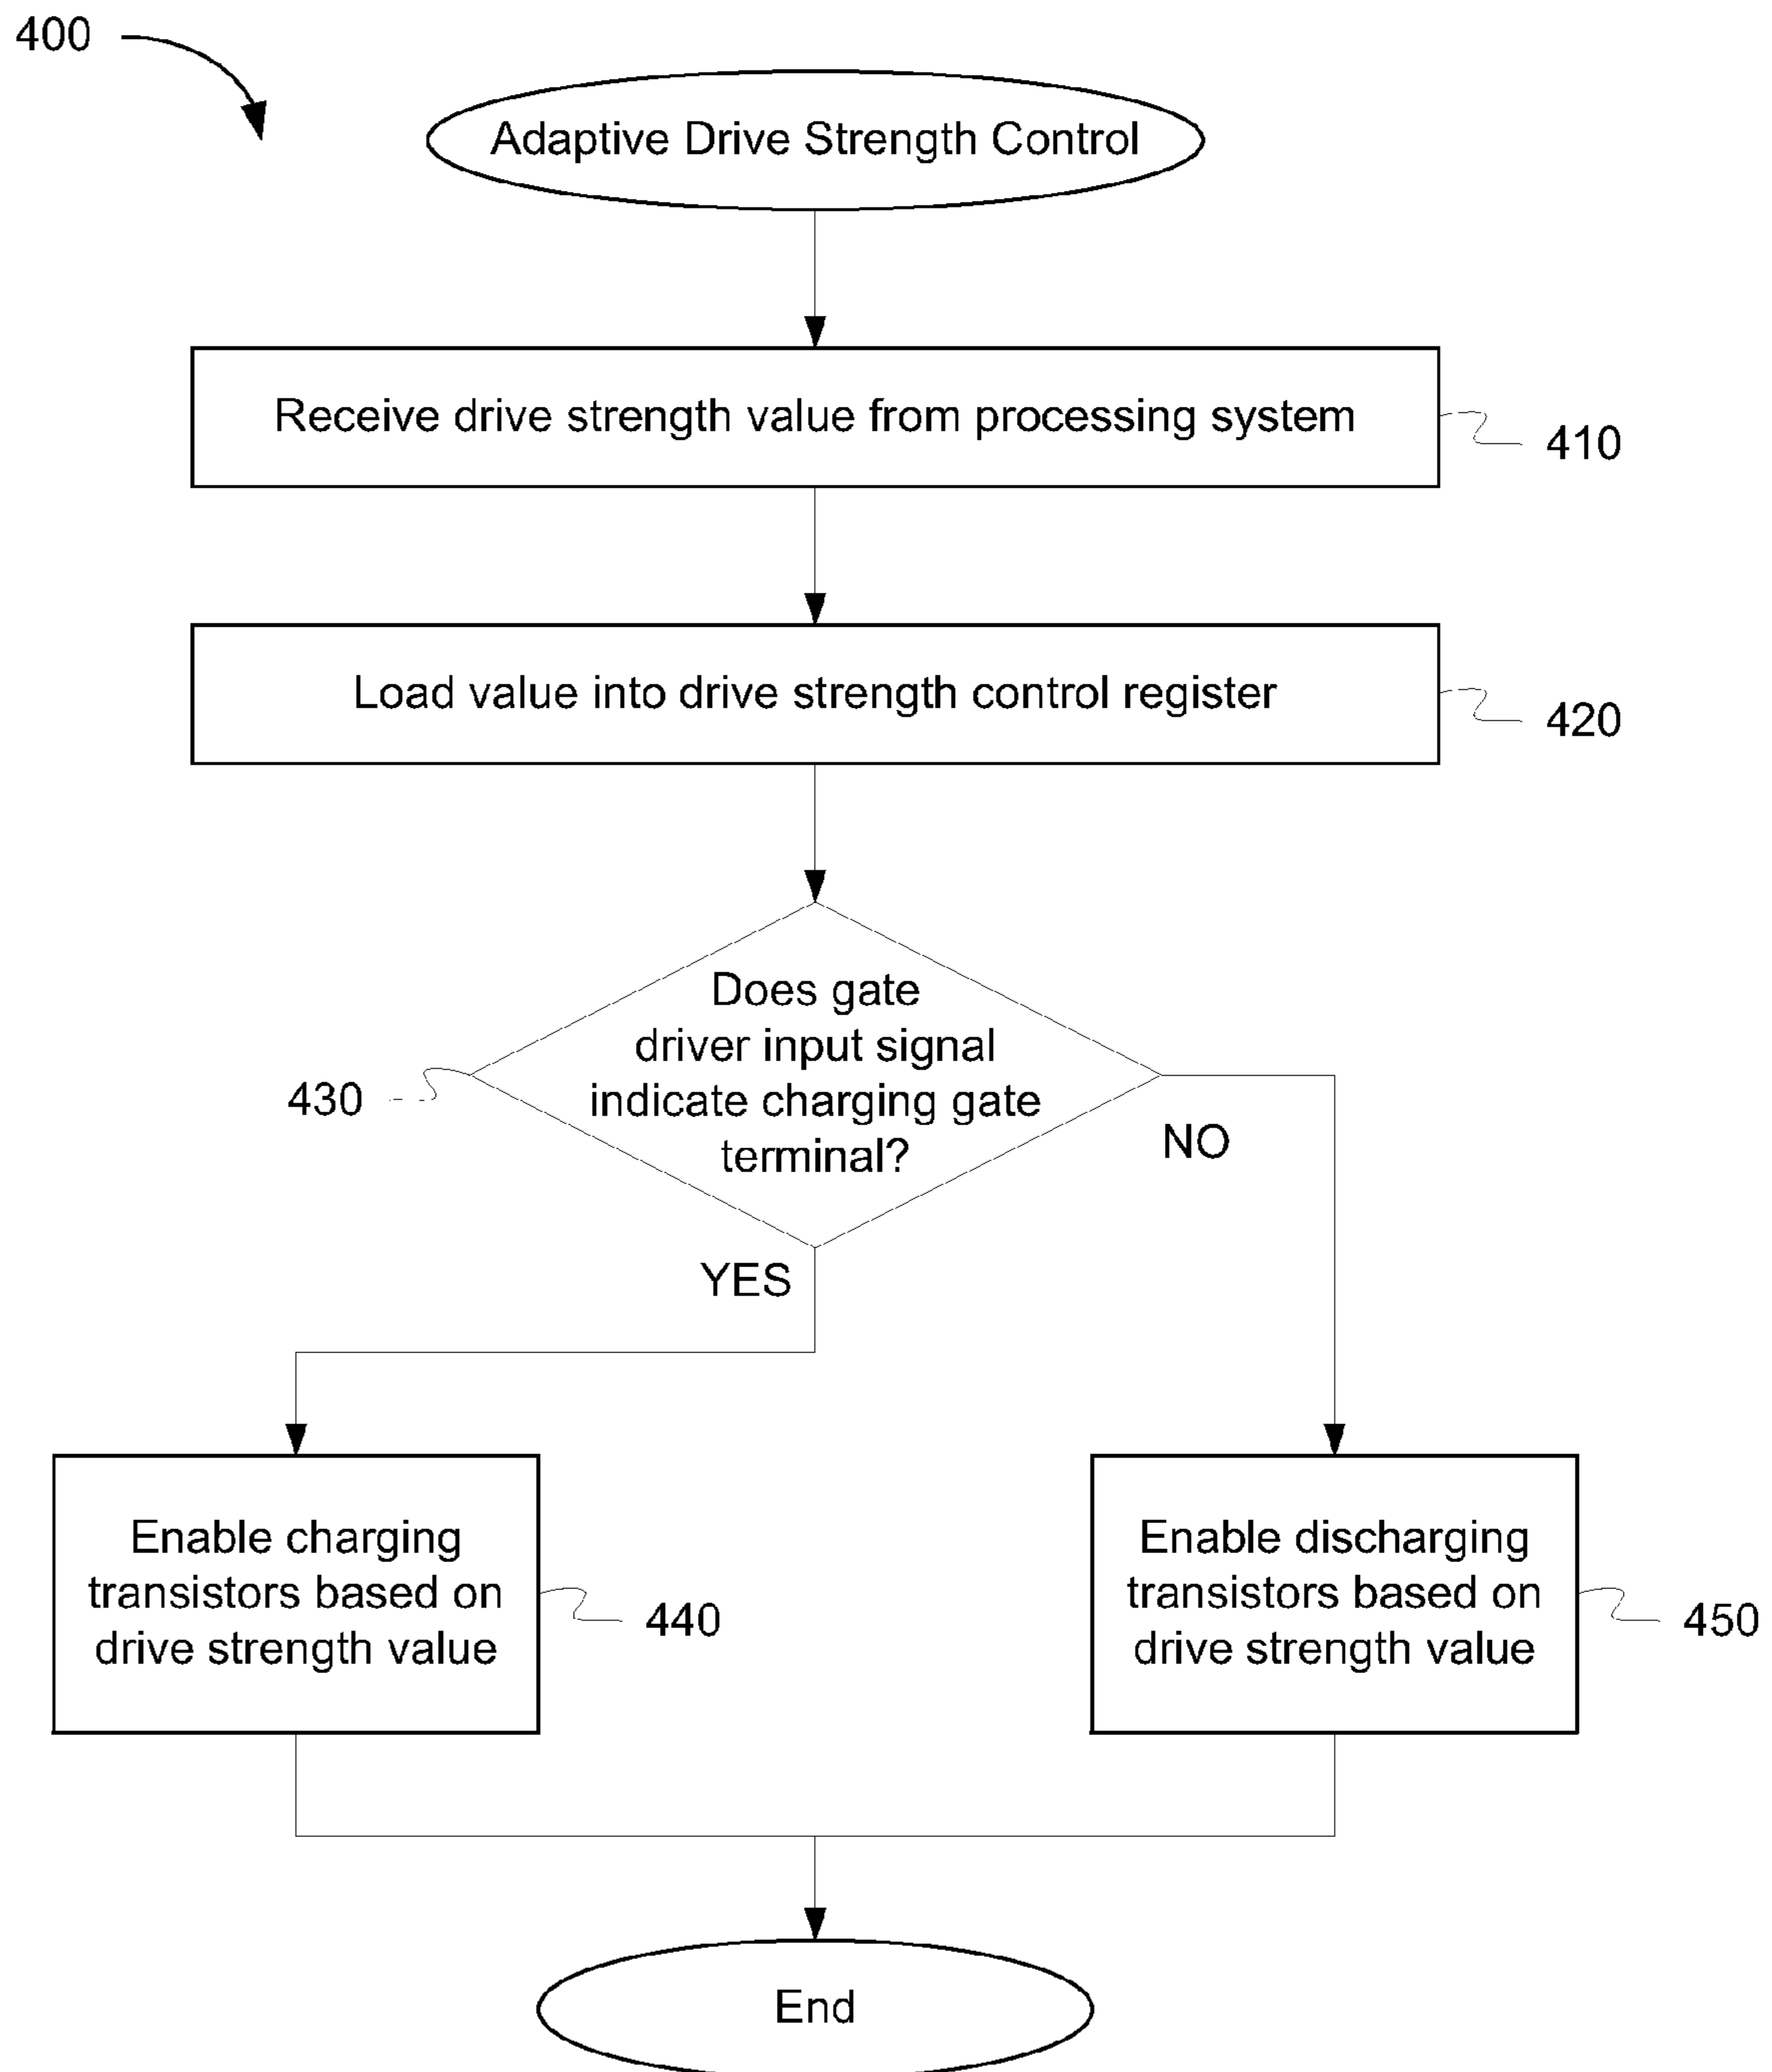 400
Adaptive Drive Strength Control
Receive drive strength value from processing system
410
Load value into drive strength control register
420
Does gate
driver input signal
indicate charging gate
terminal?
430
NO
YES
Enable charging
transistors based on
drive strength value
440
Enable discharging
transistors based on
drive strength value
450
End